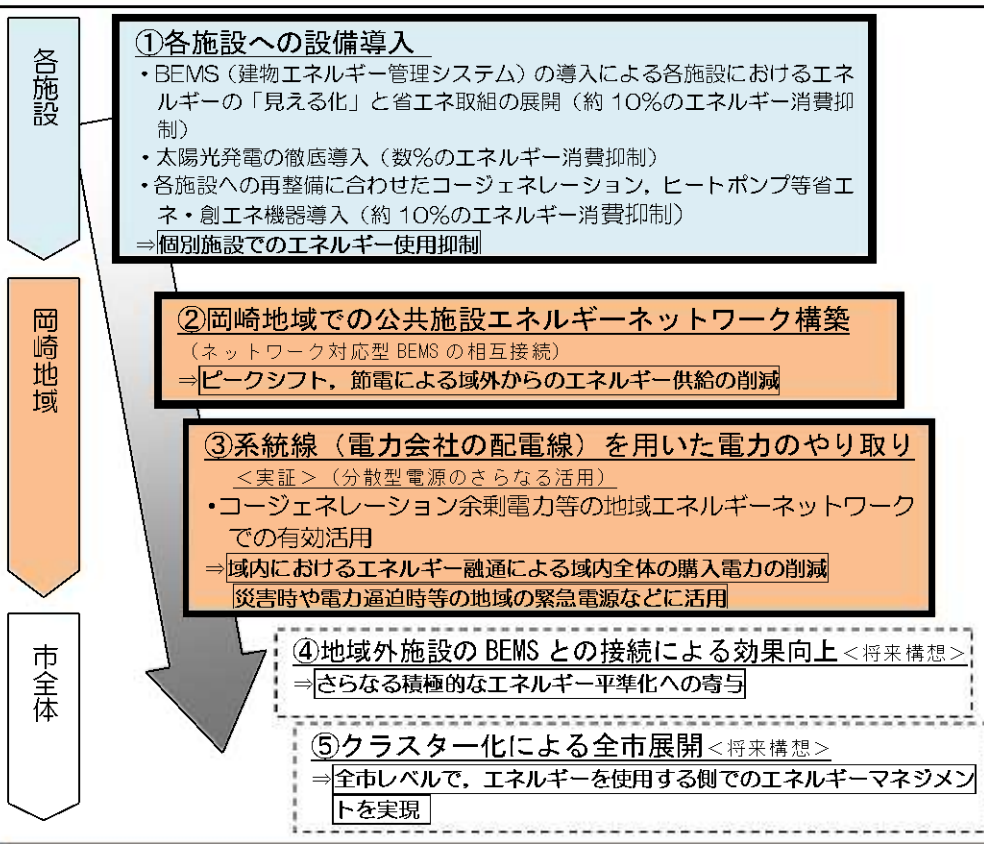 各施設
①各施設への設備導入
・BEMS（建物エネルギー管理システム）の導入による各施設におけるエネ
ルギーの「見える化」と省エネ取組の展開（約10％のエネルギー消費抑
制）
・太陽光発電の徹底導入（数％のエネルギー消費抑制）
・各施設への再整備に合わせたコージェネレーション，ヒートポンプ等省エ
ネ・創エネ機器導入（約10％のエネルギー消費抑制）
⇒個別施設でのエネルギー使用抑制
岡崎地域
②岡崎地域での公共施設エネルギーネットワーク構築
（ネットワーク対応型BEMSの相互接続）
⇒ピークシフト，節電による域外からのエネルギー供給の削減
③系統線（電力会社の配電線）を用いた電力のやり取り
＜実証＞（分散型電源のさらなる活用）
・コージェネレーション余剰電力等の地域エネルギーネットワーク
での有効活用
⇒域内におけるエネルギー融通による域内全体の購入電力の削減
災害時や電力逼迫時等の地域の緊急電源などに活用
市全体
④地域外施設のBEMSとの接続による効果向上＜将来構想＞
⇒さらなる積極的なエネルギー平準化への寄与
⑤クラスター化による全市展開＜将来構想＞
⇒全市レベルで，エネルギーを使用する側でのエネルギーマネジメン
トを実現